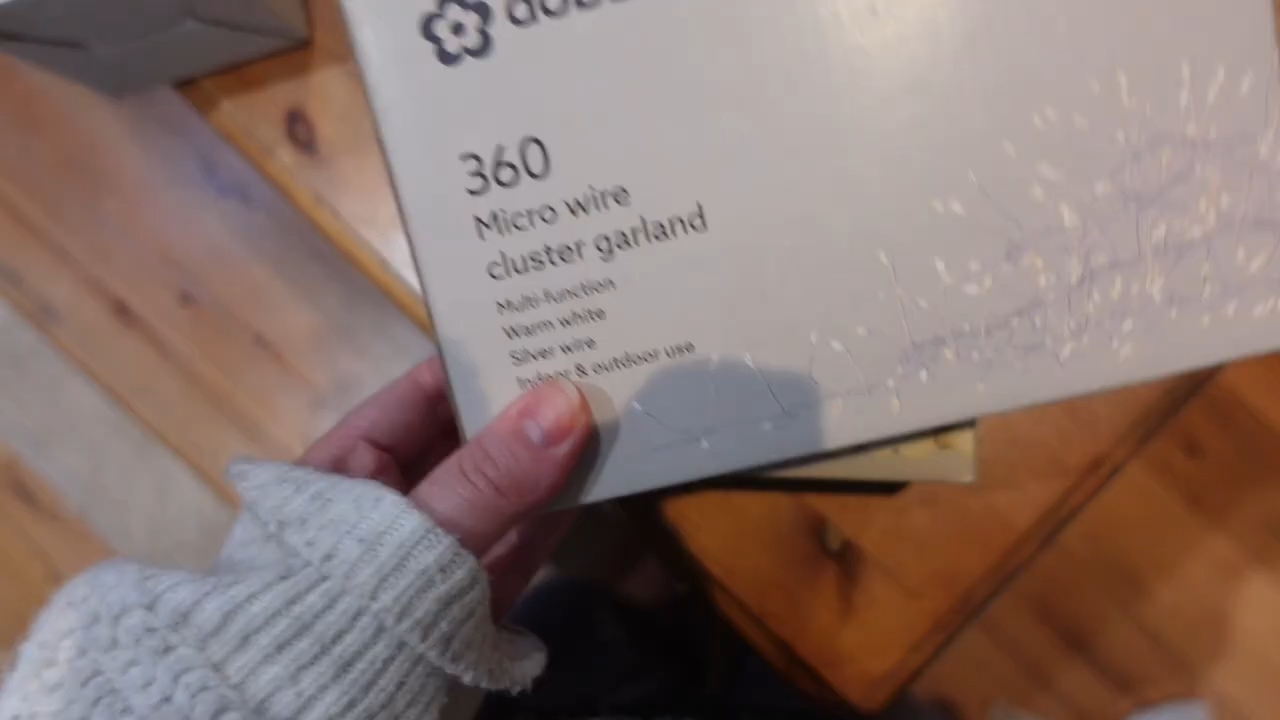 360
Micro wire
cluster garland
Multi-function
Warm white
Silver wire
Indoor & outdoor use